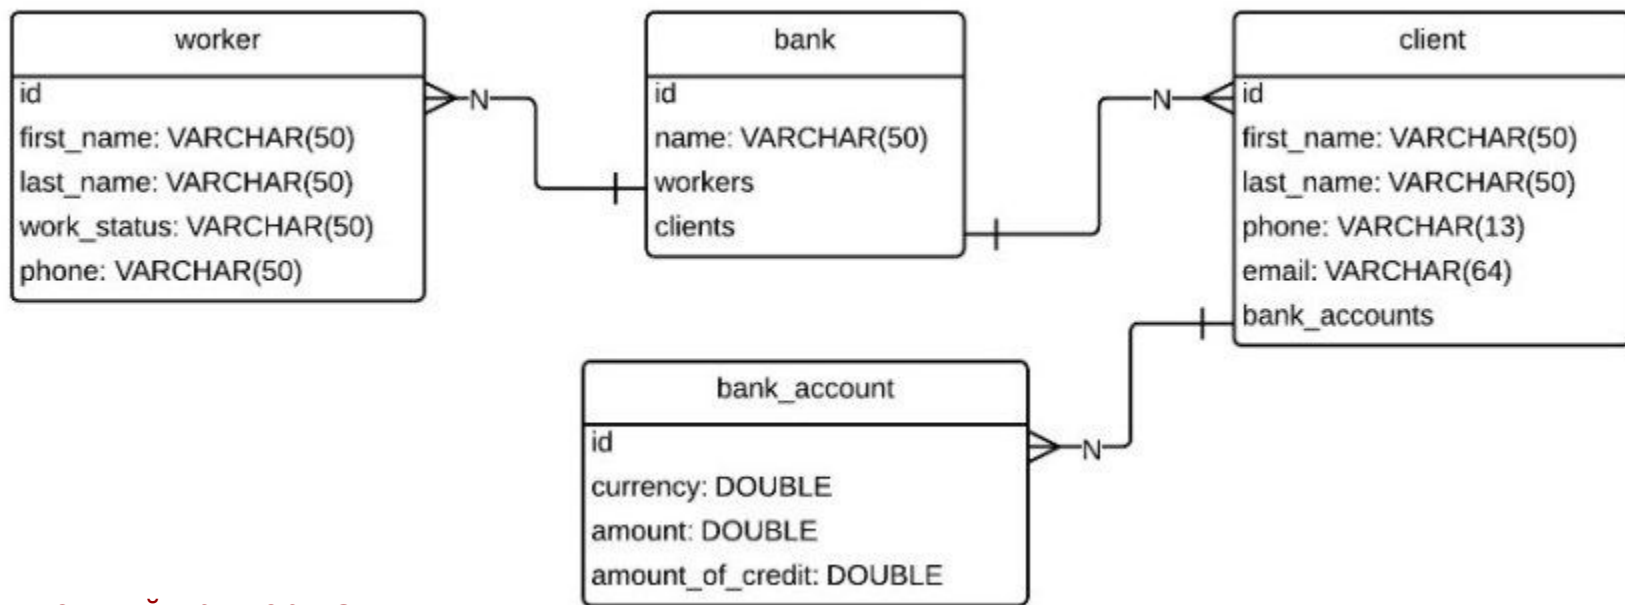 worker
id
first_name: VARCHAR(50)
last_name: VARCHAR(50)
work_status: VARCHAR(50)
phone: VARCHAR(50)
N
bank
id
name: VARCHAR(50)
workers
clients
N
client
id
first_name: VARCHAR(50)
last_name: VARCHAR(50)
phone: VARCHAR(13)
email: VARCHAR(64)
bank_accounts
bank_account
id
currency: DOUBLE
amount: DOUBLE
amount_of_credit: DOUBLE
N